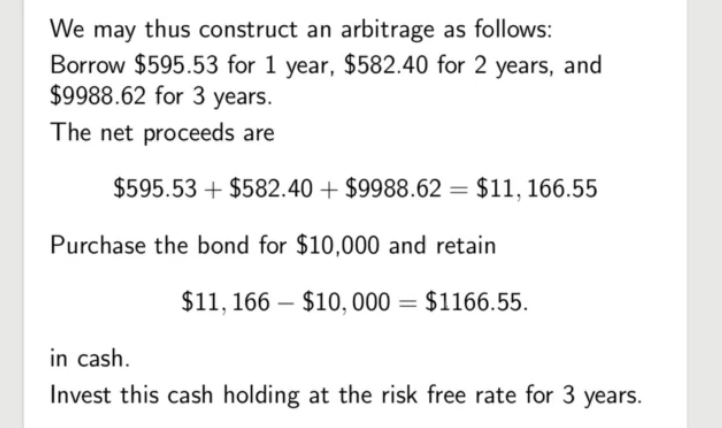 We may thus construct an arbitrage as follows:
Borrow $595.53 for 1 year, $582.40 for 2 years, and
$9988.62 for 3 years.
The net proceeds are
$595.53 + $582.40 + $9988.62 = $11, 166.55
Purchase the bond for $10,000 and retain
$11, 166 – $10, 000 = $1166.55.
in cash.
Invest this cash holding at the risk free rate for 3 years.